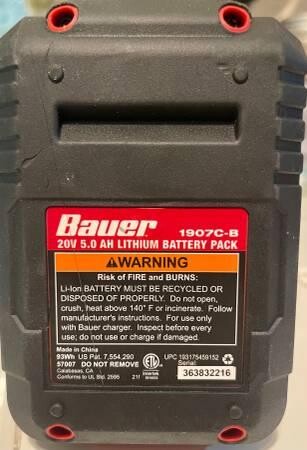 Bauer 1907C-B
20V 5.0 AH LITHIUM BATTERY PACK
WARNING
Risk of FIRE and BURNS:
Li-Ion BATTERY MUST BE RECYCLED OR
DISPOSED OF PROPERLY. Do not open,
crush, heat above 140° F or incinerate. Follow
manufacturer's instructions. For use only
with Bauer charger. Inspect before every
use; do not use or charge if damaged.
Made in China
93Wh US Pat. 7,554,290
57007 DO NOT REMOVE
Calabasas, CA
Conforms to UL Std. 2595 21f
ETL
Intertek
UPC 193175459152
Serial:
363832216